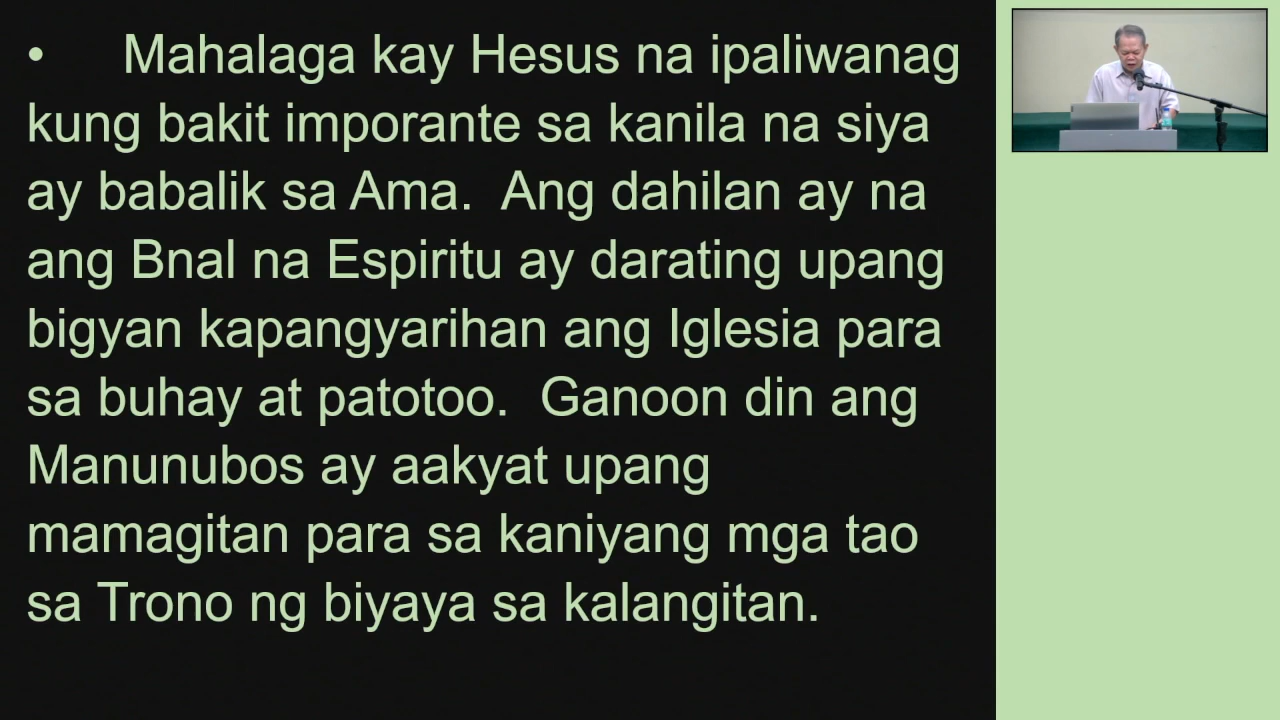 • Mahalaga kay Hesus na ipaliwanag
kung bakit imporante sa kanila na siya
ay babalik sa Ama. Ang dahilan ay na
ang Bnal na Espiritu ay darating upang
bigyan kapangyarihan ang Iglesia para
sa buhay at patotoo. Ganoon din ang
Manunubos ay aakyat upang
mamagitan para sa kaniyang mga tao
sa Trono ng biyaya sa kalangitan.